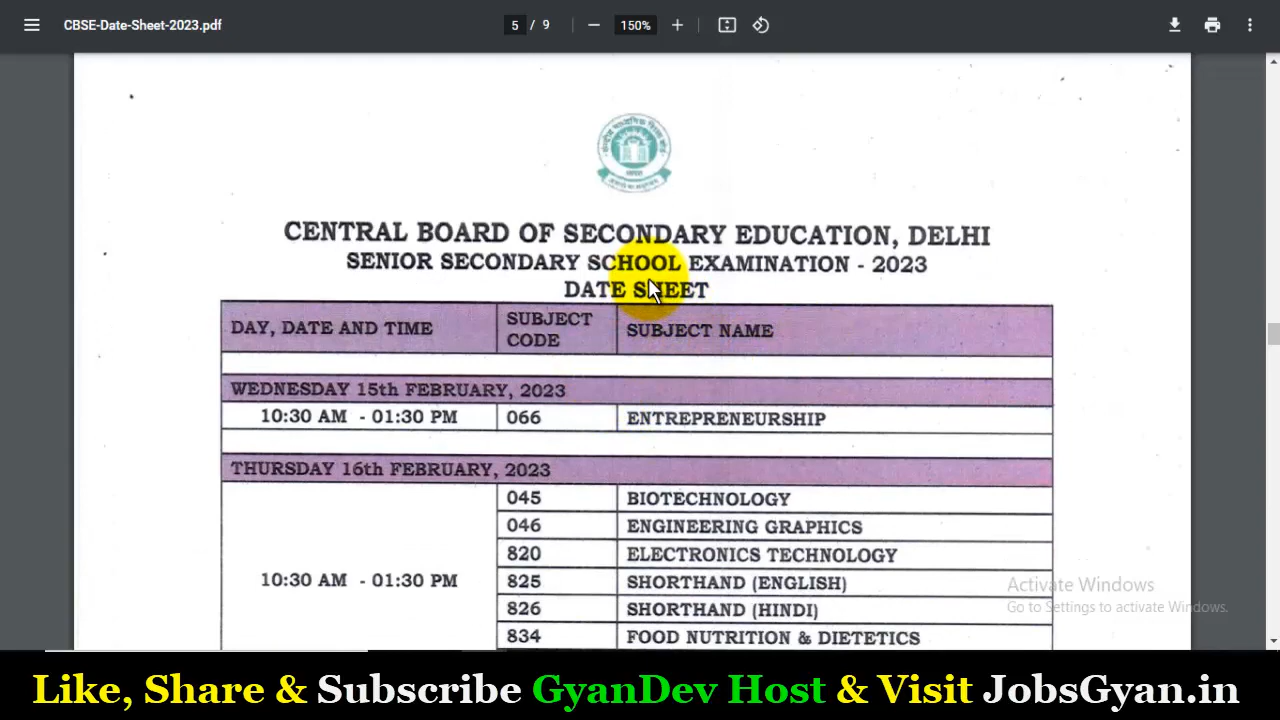 CBSE-Date-Sheet-2023.pdf
5 / 9
150%
CENTRAL BOARD OF SECONDARY EDUCATION, DELHI
SENIOR SECONDARY SCHOOL EXAMINATION - 2023
DATE SHEET
DAY, DATE AND TIME SUBJECT CODE SUBJECT NAME
WEDNESDAY 15th FEBRUARY, 2023
10:30 AM - 01:30 PM 066 ENTREPRENEURSHIP
THURSDAY 16th FEBRUARY, 2023
045 BIOTECHNOLOGY
046 ENGINEERING GRAPHICS
820 ELECTRONICS TECHNOLOGY
10:30 AM - 01:30 PM 825 SHORTHAND (ENGLISH)
826 SHORTHAND (HINDI)
834 FOOD NUTRITION & DIETETICS
Activate Windows
Go to Settings to activate Windows.
Like, Share & Subscribe GyanDev Host & Visit JobsGyan.in